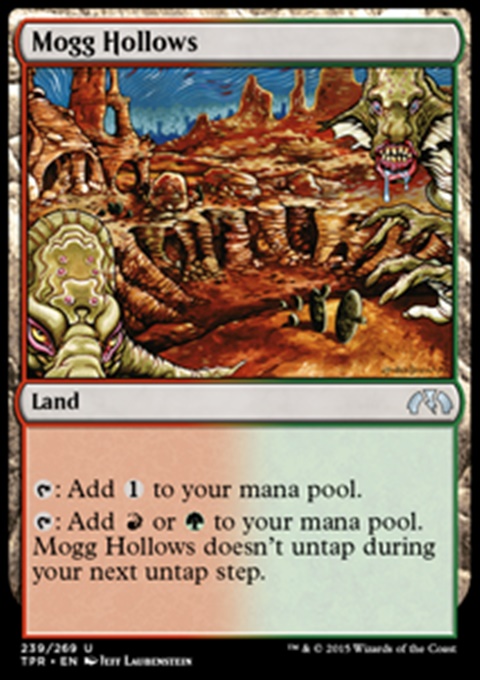 Mogg Hollows
Land
: Add 1 to your mana pool.
: Add or to your mana pool.
Mogg Hollows doesn't untap during
your next untap step.
239/269 U
TPR • EN Jeff Laubenstein
™ & © 2015 Wizards of the Coast